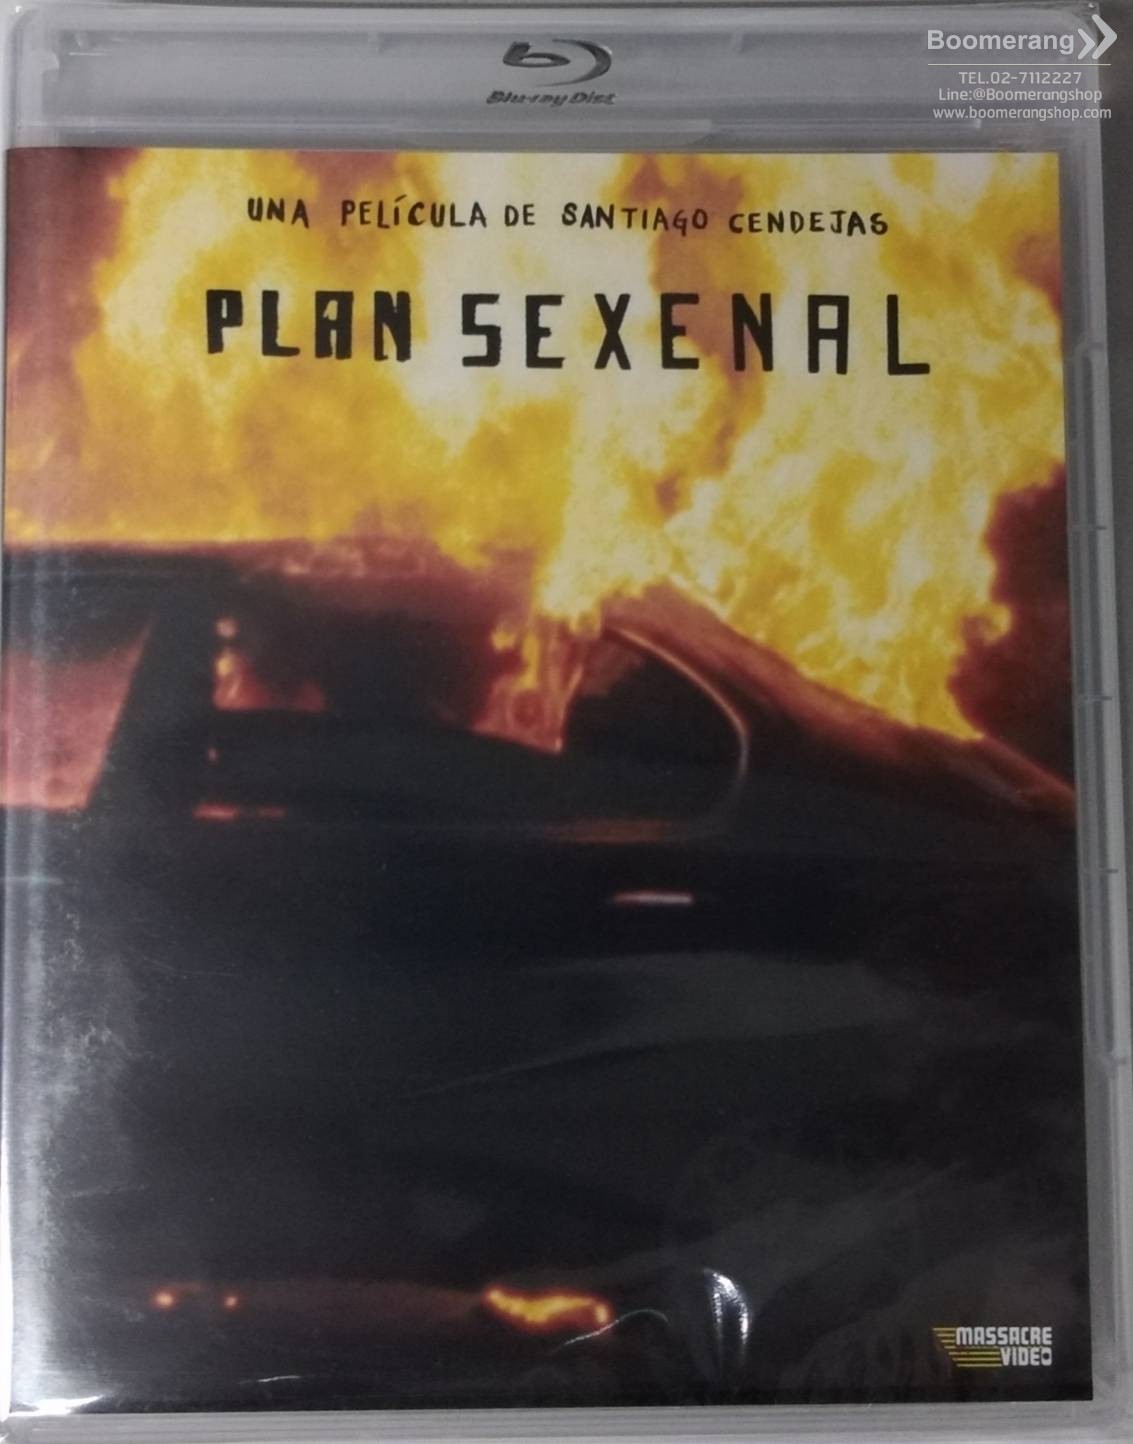 Blu-ray Disc
Boomerang
TEL.02-7112227
Line:@Boomerangshop
www.boomerangshop.com
UNA PELÍCULA DE SANTIAGO CENDEJAS
PLAN SEXENAL
MASSACRE
VIDEO